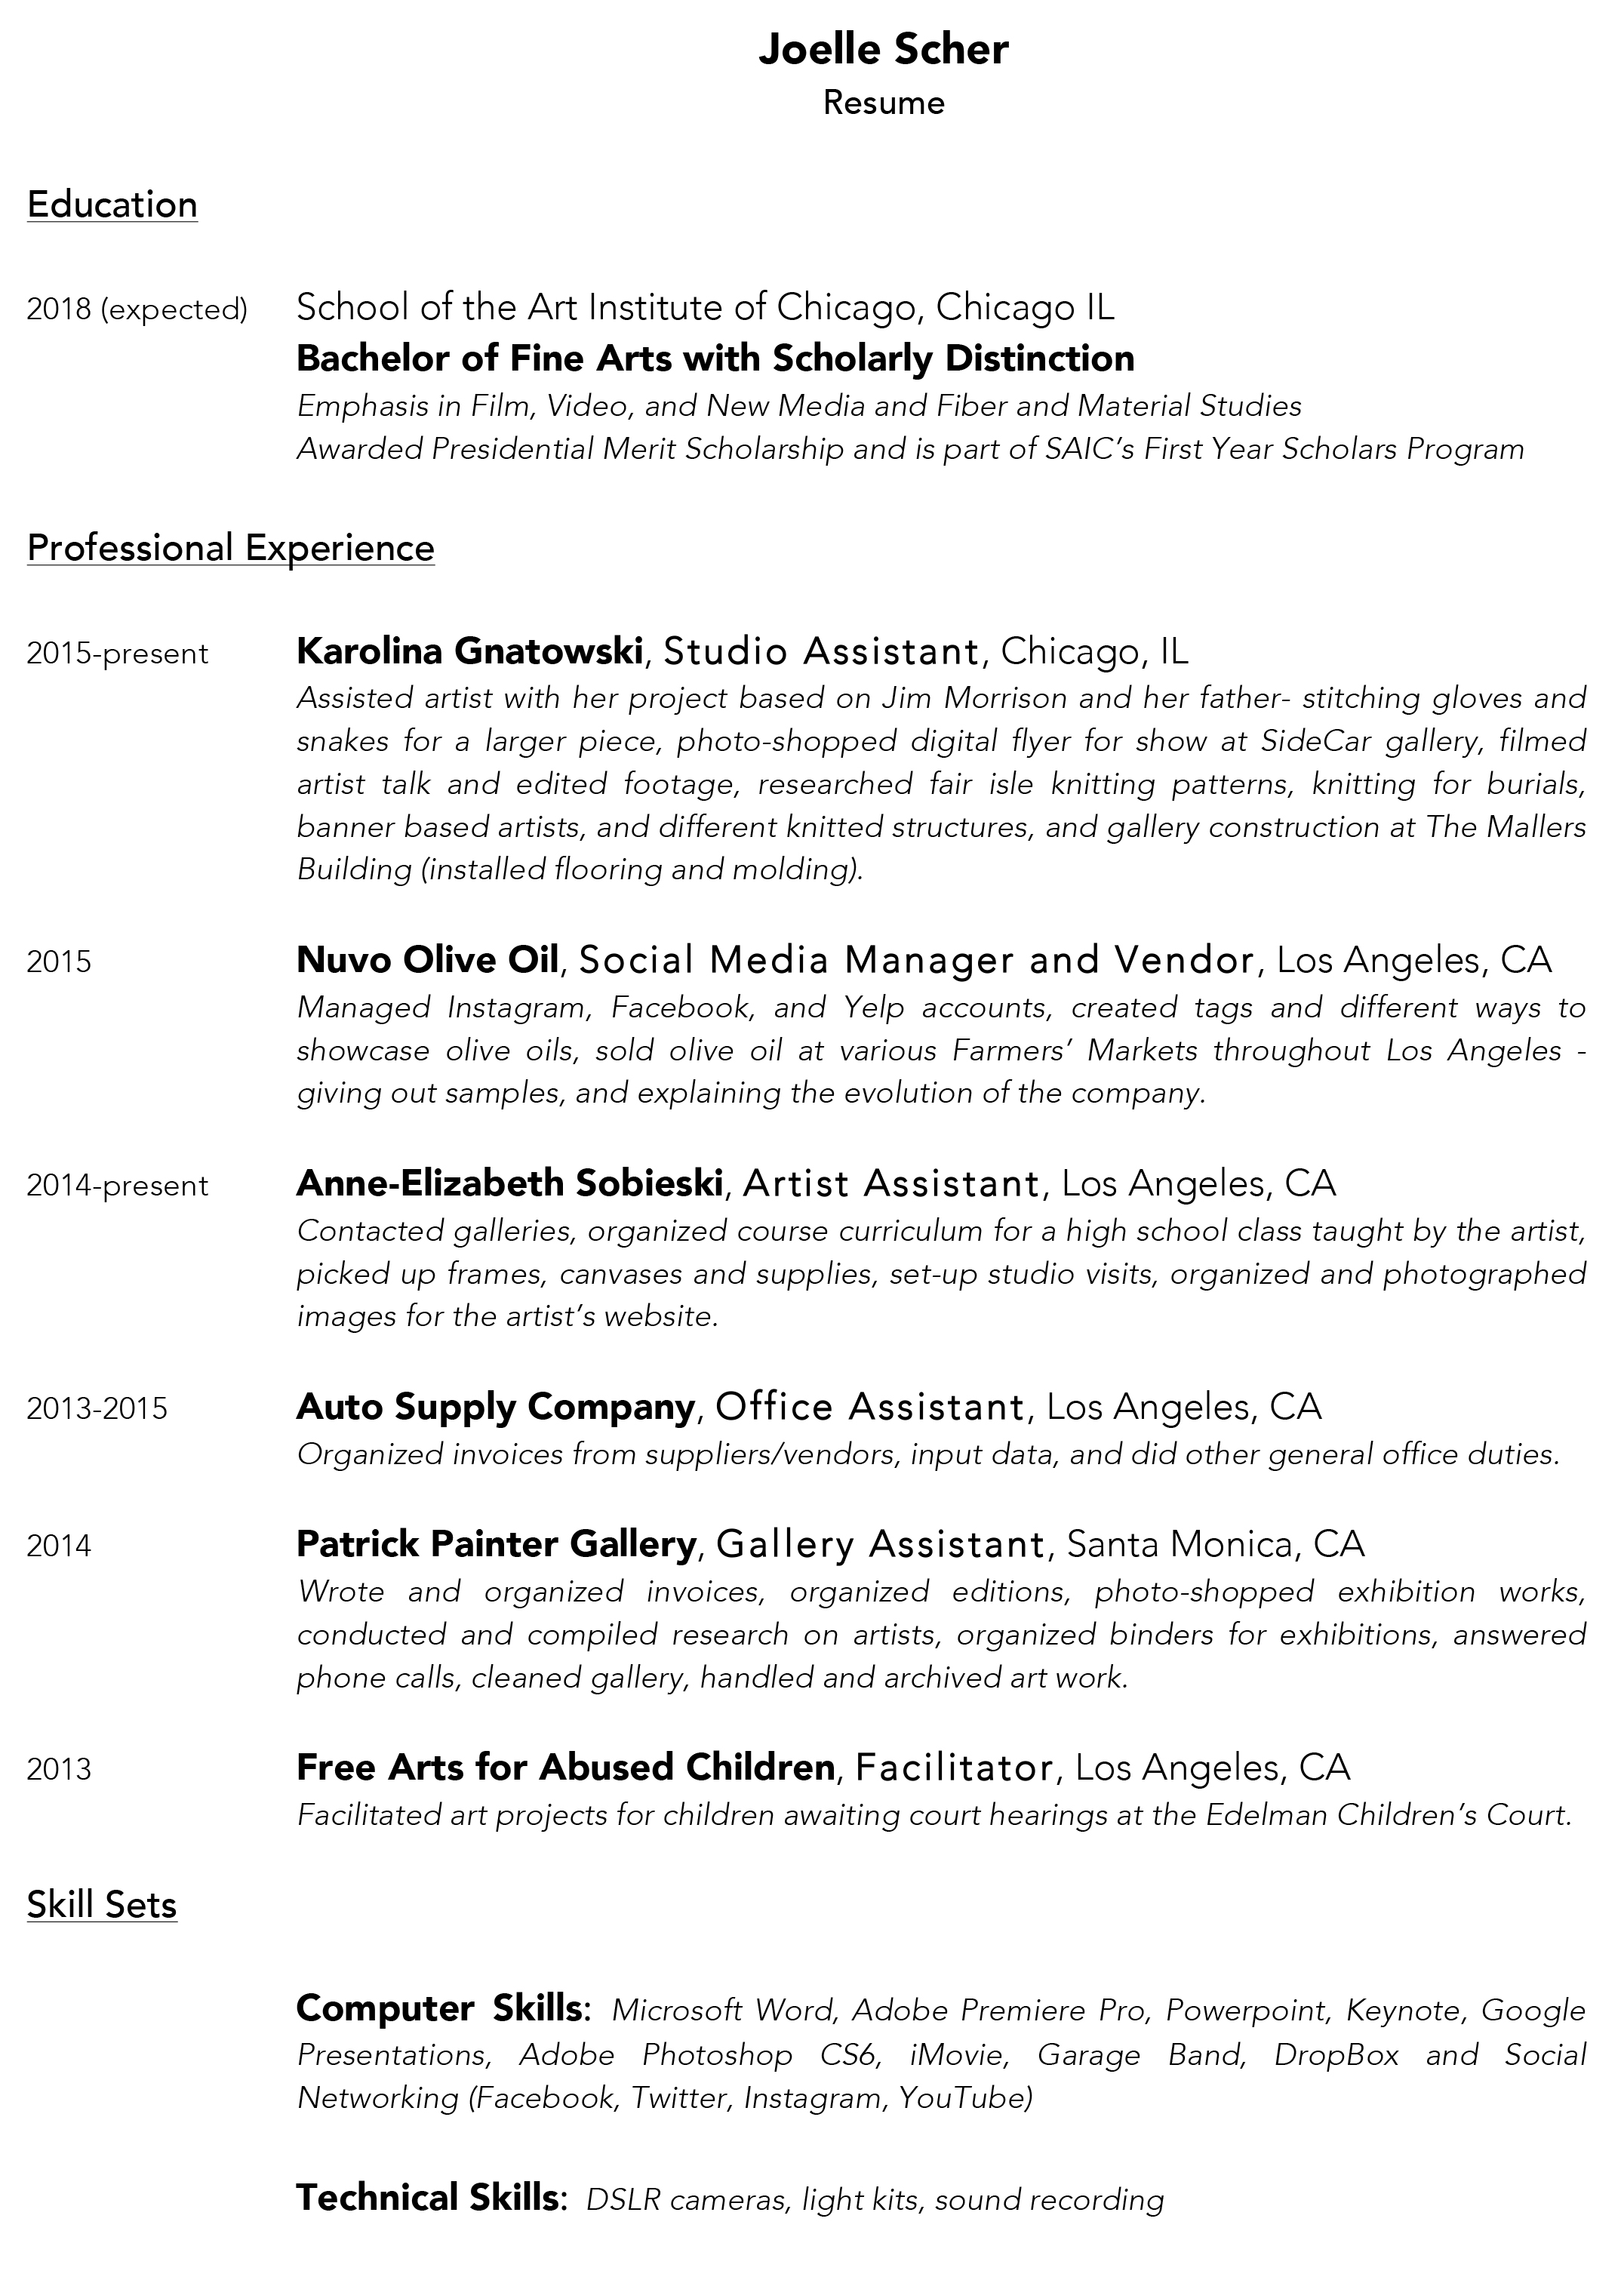 Joelle Scher
Resume
Education
2018 (expected) School of the Art Institute of Chicago, Chicago IL
Bachelor of Fine Arts with Scholarly Distinction
Emphasis in Film, Video, and New Media and Fiber and Material Studies
Awarded Presidential Merit Scholarship and is part of SAIC’s First Year Scholars Program
Professional Experience
2015-present Karolina Gnatowski, Studio Assistant, Chicago, IL
Assisted artist with her project based on Jim Morrison and her father- stitching gloves and
snakes for a larger piece, photo-shopped digital flyer for show at SideCar gallery, filmed
artist talk and edited footage, researched fair isle knitting patterns, knitting for burials,
banner based artists, and different knitted structures, and gallery construction at The Mallers
Building (installed flooring and molding).
2015 Nuvo Olive Oil, Social Media Manager and Vendor, Los Angeles, CA
Managed Instagram, Facebook, and Yelp accounts, created tags and different ways to
showcase olive oils, sold olive oil at various Farmers’ Markets throughout Los Angeles -
giving out samples, and explaining the evolution of the company.
2014-present Anne-Elizabeth Sobieski, Artist Assistant, Los Angeles, CA
Contacted galleries, organized course curriculum for a high school class taught by the artist,
picked up frames, canvases and supplies, set-up studio visits, organized and photographed
images for the artist’s website.
2013-2015 Auto Supply Company, Office Assistant, Los Angeles, CA
Organized invoices from suppliers/vendors, input data, and did other general office duties.
2014 Patrick Painter Gallery, Gallery Assistant, Santa Monica, CA
Wrote and organized invoices, organized editions, photo-shopped exhibition works,
conducted and compiled research on artists, organized binders for exhibitions, answered
phone calls, cleaned gallery, handled and archived art work.
2013 Free Arts for Abused Children, Facilitator, Los Angeles, CA
Facilitated art projects for children awaiting court hearings at the Edelman Children’s Court.
Skill Sets
Computer Skills: Microsoft Word, Adobe Premiere Pro, Powerpoint, Keynote, Google
Presentations, Adobe Photoshop CS6, iMovie, Garage Band, DropBox and Social
Networking (Facebook, Twitter, Instagram, YouTube)
Technical Skills: DSLR cameras, light kits, sound recording